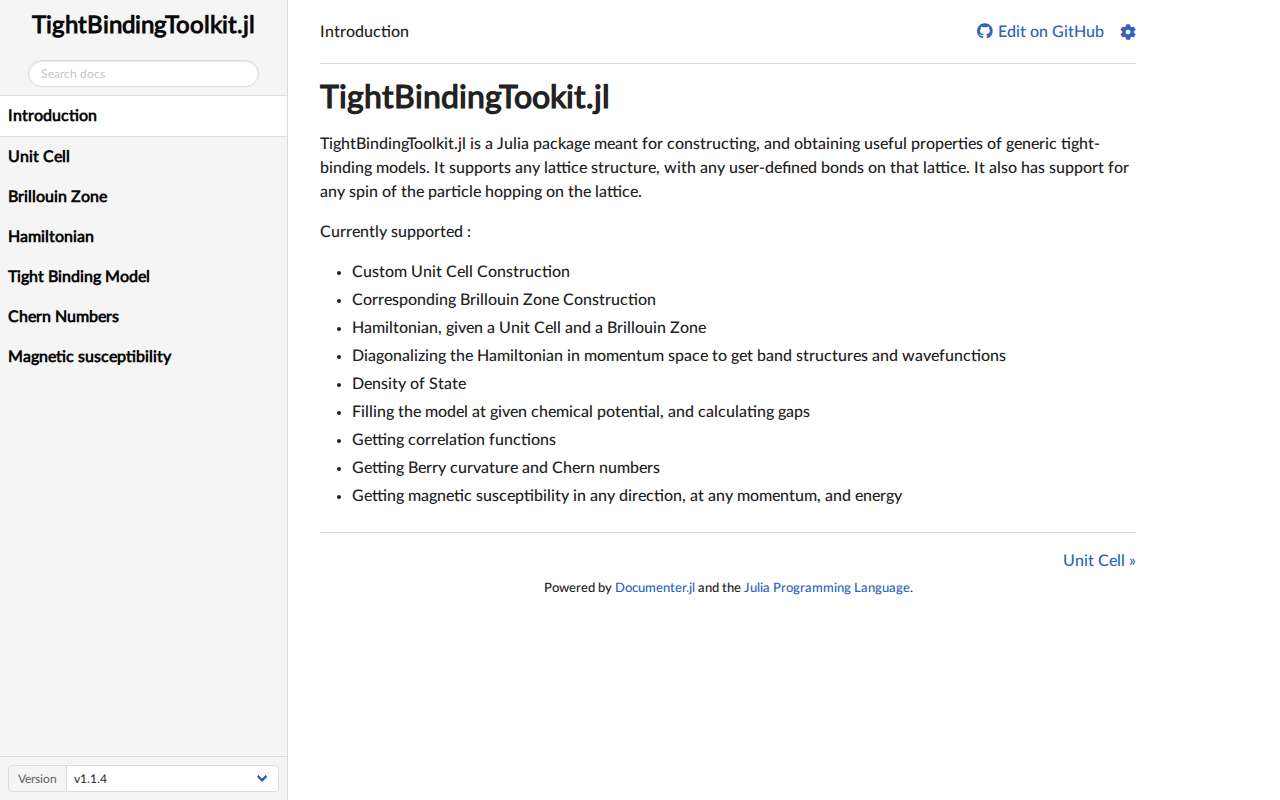 TightBindingToolkit.jl
Search docs
Introduction
Unit Cell
Brillouin Zone
Hamiltonian
Tight Binding Model
Chern Numbers
Magnetic susceptibility
Version
v1.1.4
Introduction
Edit on GitHub
TightBindingTookit.jl
TightBindingToolkit.jl is a Julia package meant for constructing, and obtaining useful properties of generic tight-
binding models. It supports any lattice structure, with any user-defined bonds on that lattice. It also has support for
any spin of the particle hopping on the lattice.
Currently supported :
• Custom Unit Cell Construction
• Corresponding Brillouin Zone Construction
• Hamiltonian, given a Unit Cell and a Brillouin Zone
• Diagonalizing the Hamiltonian in momentum space to get band structures and wavefunctions
• Density of State
• Filling the model at given chemical potential, and calculating gaps
• Getting correlation functions
• Getting Berry curvature and Chern numbers
• Getting magnetic susceptibility in any direction, at any momentum, and energy
Unit Cell »
Powered by Documenter.jl and the Julia Programming Language.